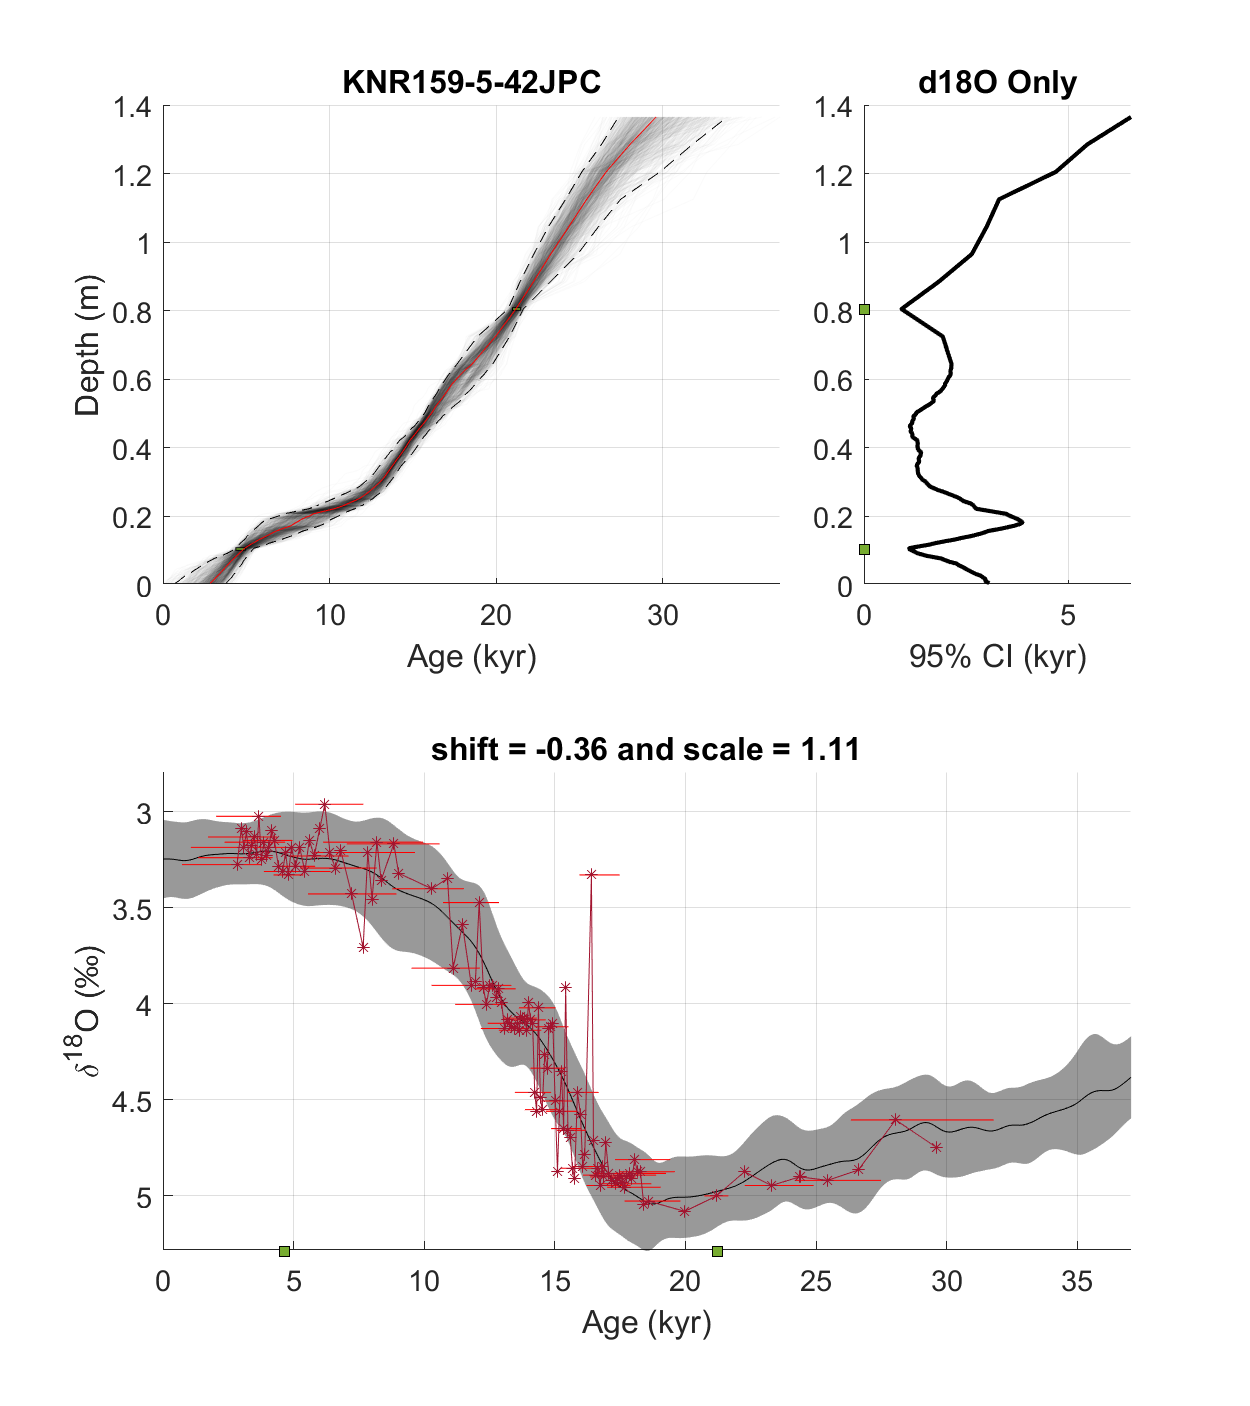 KNR159-5-42JPC
1.4
1.2
1
0.8
0.6
0.4
0.2
0
Depth (m)
0 10 20 30
Age (kyr)
d18O Only
1.4
1.2
1
0.8
0.6
0.4
0.2
0
0 5
95% CI (kyr)
shift = -0.36 and scale = 1.11
3
3.5
4
4.5
5
δ18O (‰)
0 5 10 15 20 25 30 35
Age (kyr)